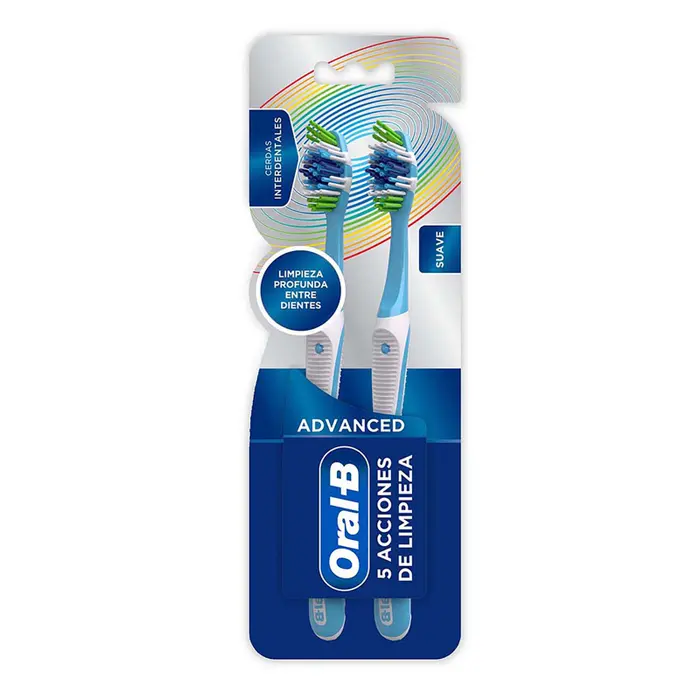 CERDAS
INTERDENTALES
SUAVE
LIMPIEZA
PROFUNDA
ENTRE
DIENTES
ADVANCED
Oral-B
5 ACCIONES
DE LIMPIEZA